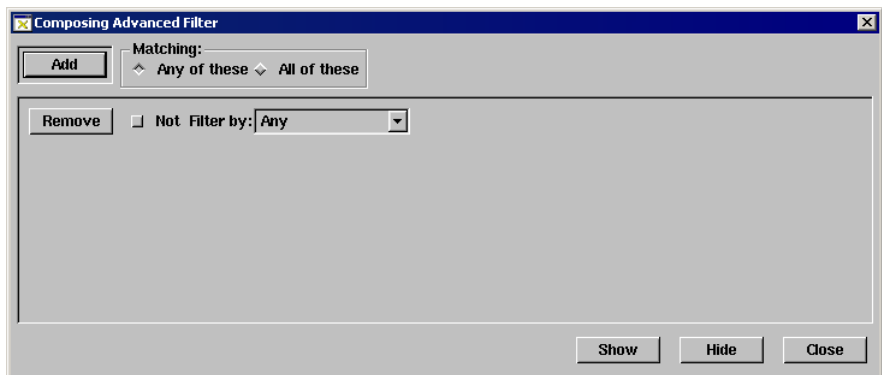 Composing Advanced Filter
Add
Matching:
Any of these All of these
Remove Not Filter by: Any
Show Hide Close